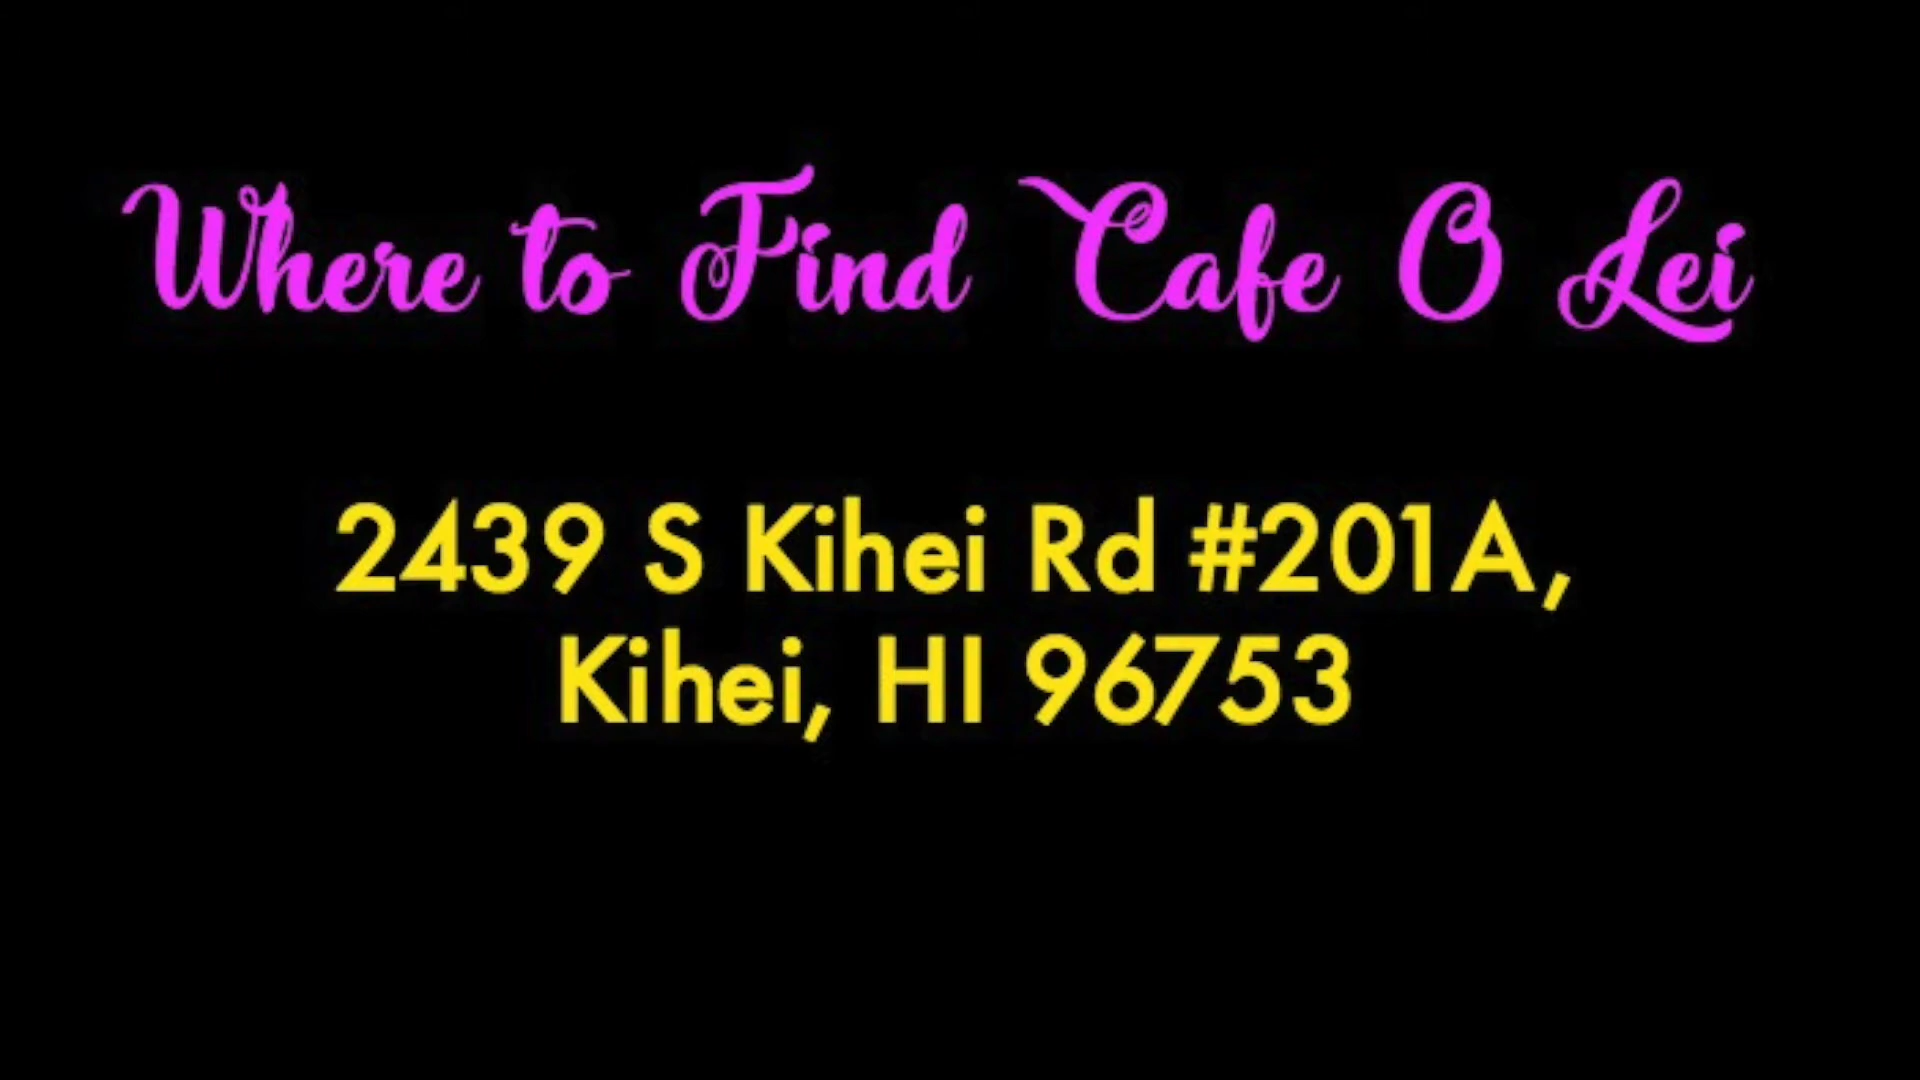 Where to Find Cafe O Lei
2439 S Kihei Rd #201A,
Kihei, HI 96753